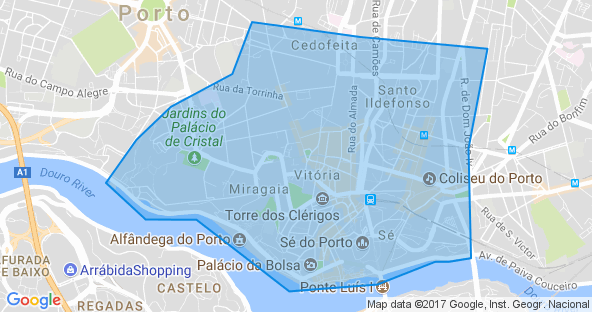 Porto
Cedofeita
Rua de Camões
Rua do Campo Alegre
Rua da Torrinha
Santo
Ildefonso
Rua do Almada
R. de Dom João IV
Rua do Bonfim
Jardins do
Palácio
de Cristal
A1
Douro River
Vitória
Miragaia
Coliseu do Porto
Torre dos Clérigos
Rua de S. Victor
Alfândega do Porto
Sé do Porto
Sé
Av. de Paiva Couceiro
AFURADA
DE BAIXO
ArrábidaShopping
Palácio da Bolsa
CASTELO
Ponte Luís I
Google
REGADAS
Map data ©2017 Google, Inst. Geogr. Nacional